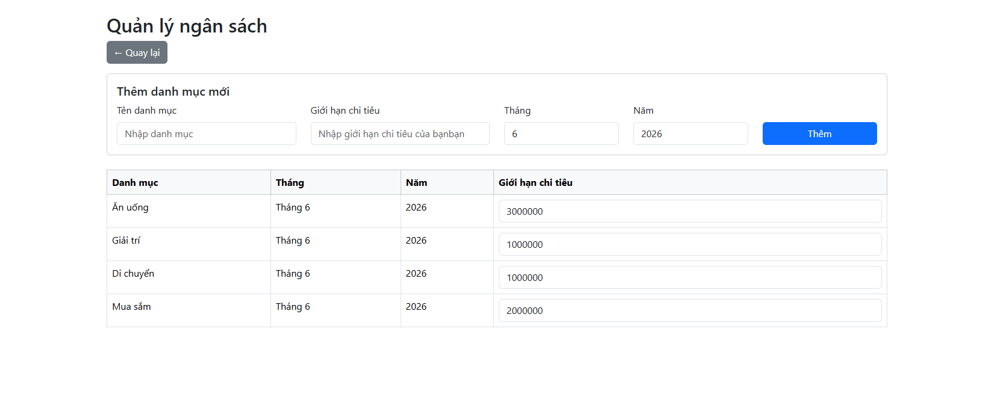 Quản lý ngân sách
← Quay lại
Thêm danh mục mới
Tên danh mục Giới hạn chi tiêu Tháng Năm
Nhập danh mục Nhập giới hạn chi tiêu của bạnbạn 6 2026 Thêm
Danh mục Tháng Năm Giới hạn chi tiêu
Ăn uống Tháng 6 2026 3000000
Giải trí Tháng 6 2026 1000000
Di chuyển Tháng 6 2026 1000000
Mua sắm Tháng 6 2026 2000000